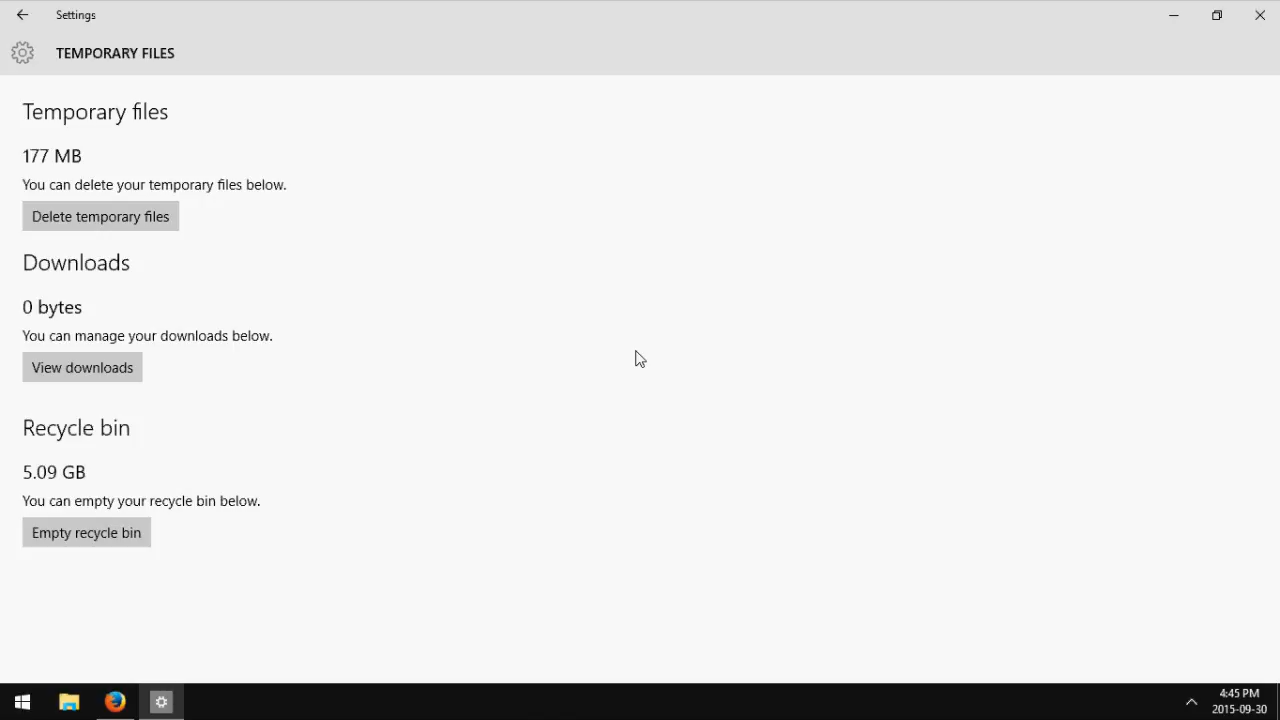 Settings
TEMPORARY FILES
Temporary files
177 MB
You can delete your temporary files below.
Delete temporary files
Downloads
0 bytes
You can manage your downloads below.
View downloads
Recycle bin
5.09 GB
You can empty your recycle bin below.
Empty recycle bin
4:45 PM
2015-09-30